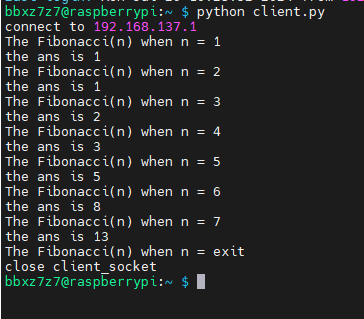 bbxz7z7@raspberrypi:~ $ python client.py
connect to 192.168.137.1
The Fibonacci(n) when n = 1
the ans is 1
The Fibonacci(n) when n = 2
the ans is 1
The Fibonacci(n) when n = 3
the ans is 2
The Fibonacci(n) when n = 4
the ans is 3
The Fibonacci(n) when n = 5
the ans is 5
The Fibonacci(n) when n = 6
the ans is 8
The Fibonacci(n) when n = 7
the ans is 13
The Fibonacci(n) when n = exit
close client_socket
bbxz7z7@raspberrypi:~ $